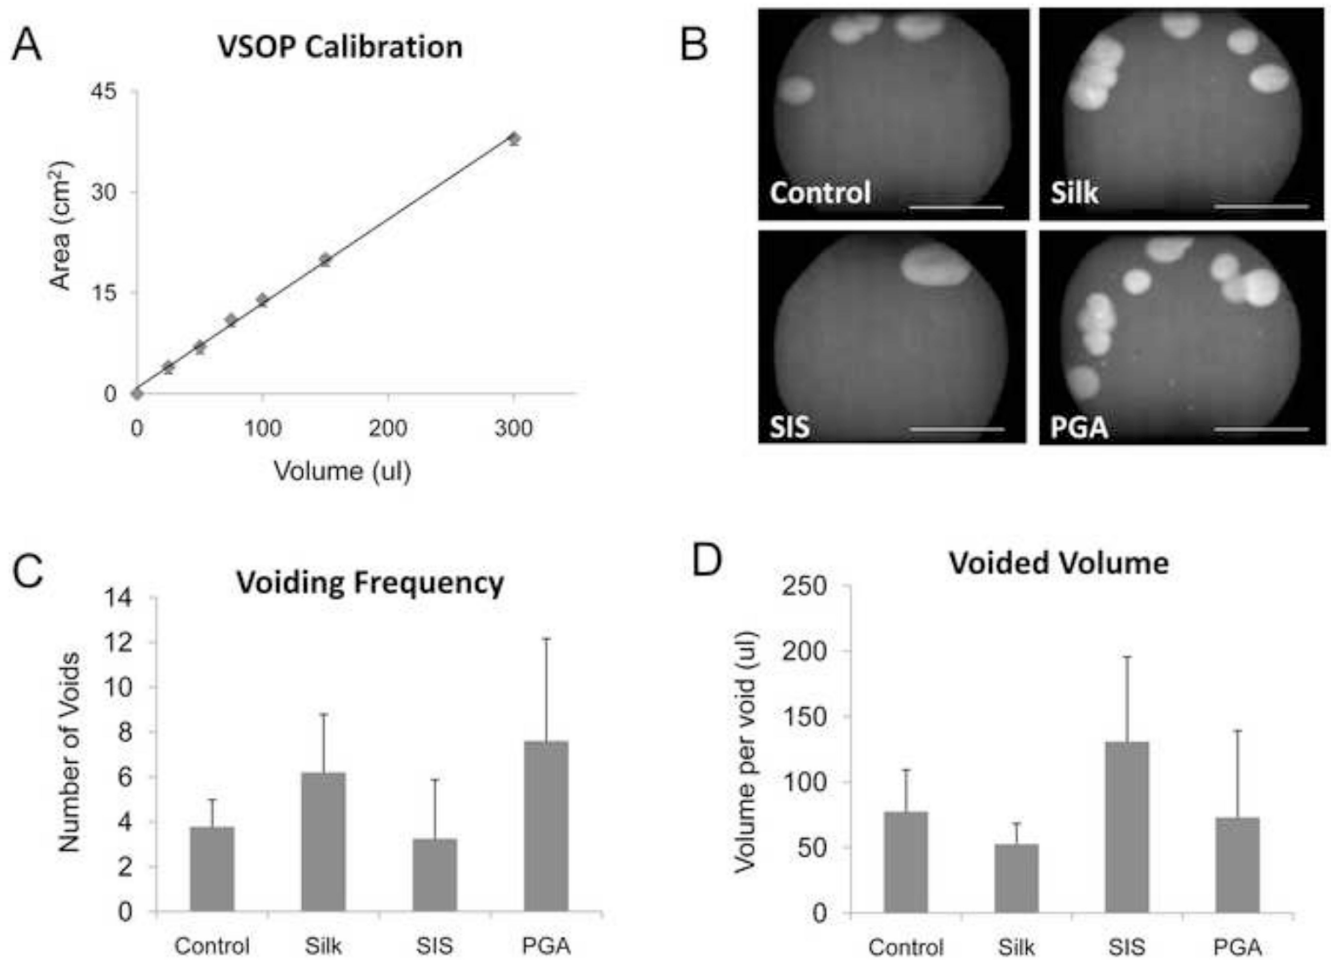 A
VSOP Calibration
45
30
15
0
Area (cm²)
0 100 200 300
Volume (ul)
B
Control
Silk
SIS
PGA
C
Voiding Frequency
14
12
10
8
6
4
2
0
Number of Voids
Control Silk SIS PGA
D
Voided Volume
250
200
150
100
50
0
Volume per void (ul)
Control Silk SIS PGA